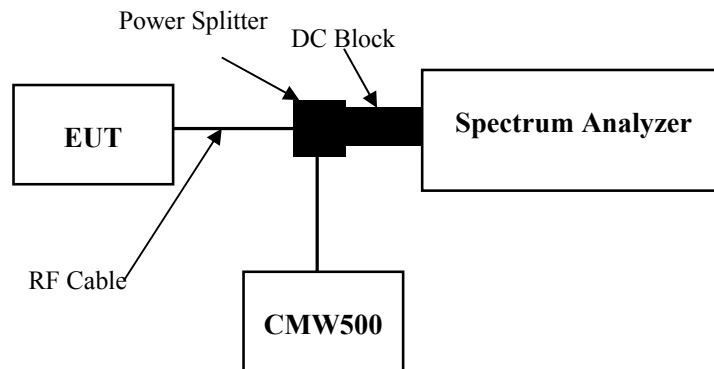 Power Splitter
DC Block
EUT
Spectrum Analyzer
RF Cable
CMW500